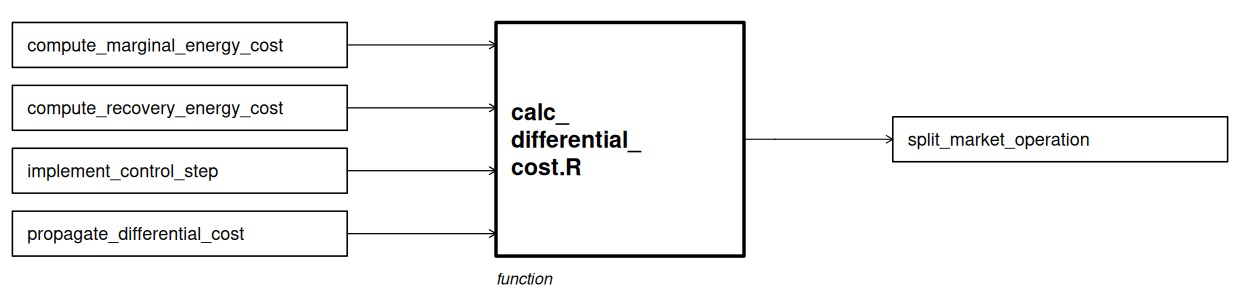 compute_marginal_energy_cost
compute_recovery_energy_cost
implement_control_step
propagate_differential_cost
calc_
differential_
cost.R
function
split_market_operation